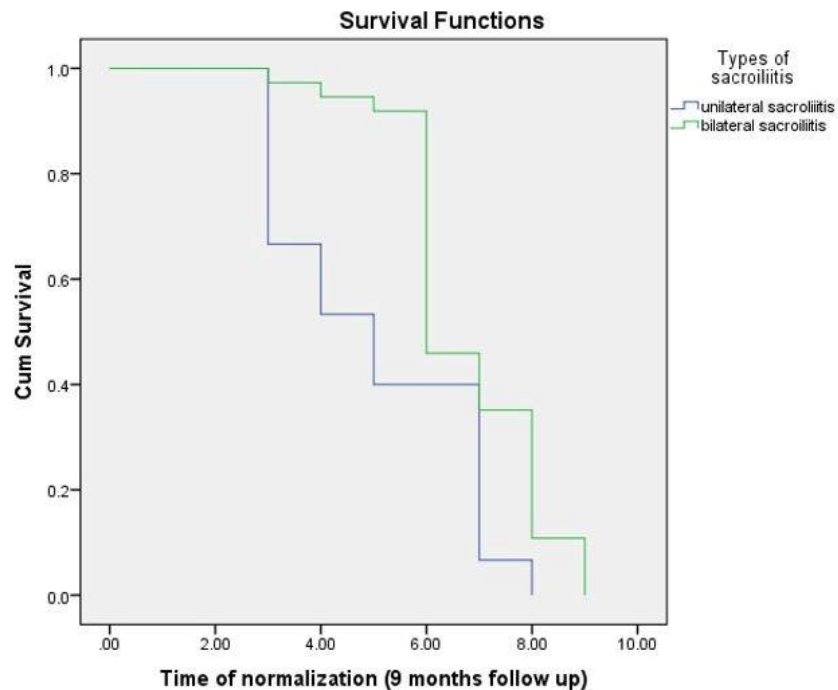 Survival Functions
Types of
sacroiliitis
unilateral sacroliitis
bilateral sacroiliitis
1.0
0.8
0.6
0.4
0.2
0.0
Cum Survival
.00 2.00 4.00 6.00 8.00 10.00
Time of normalization (9 months follow up)